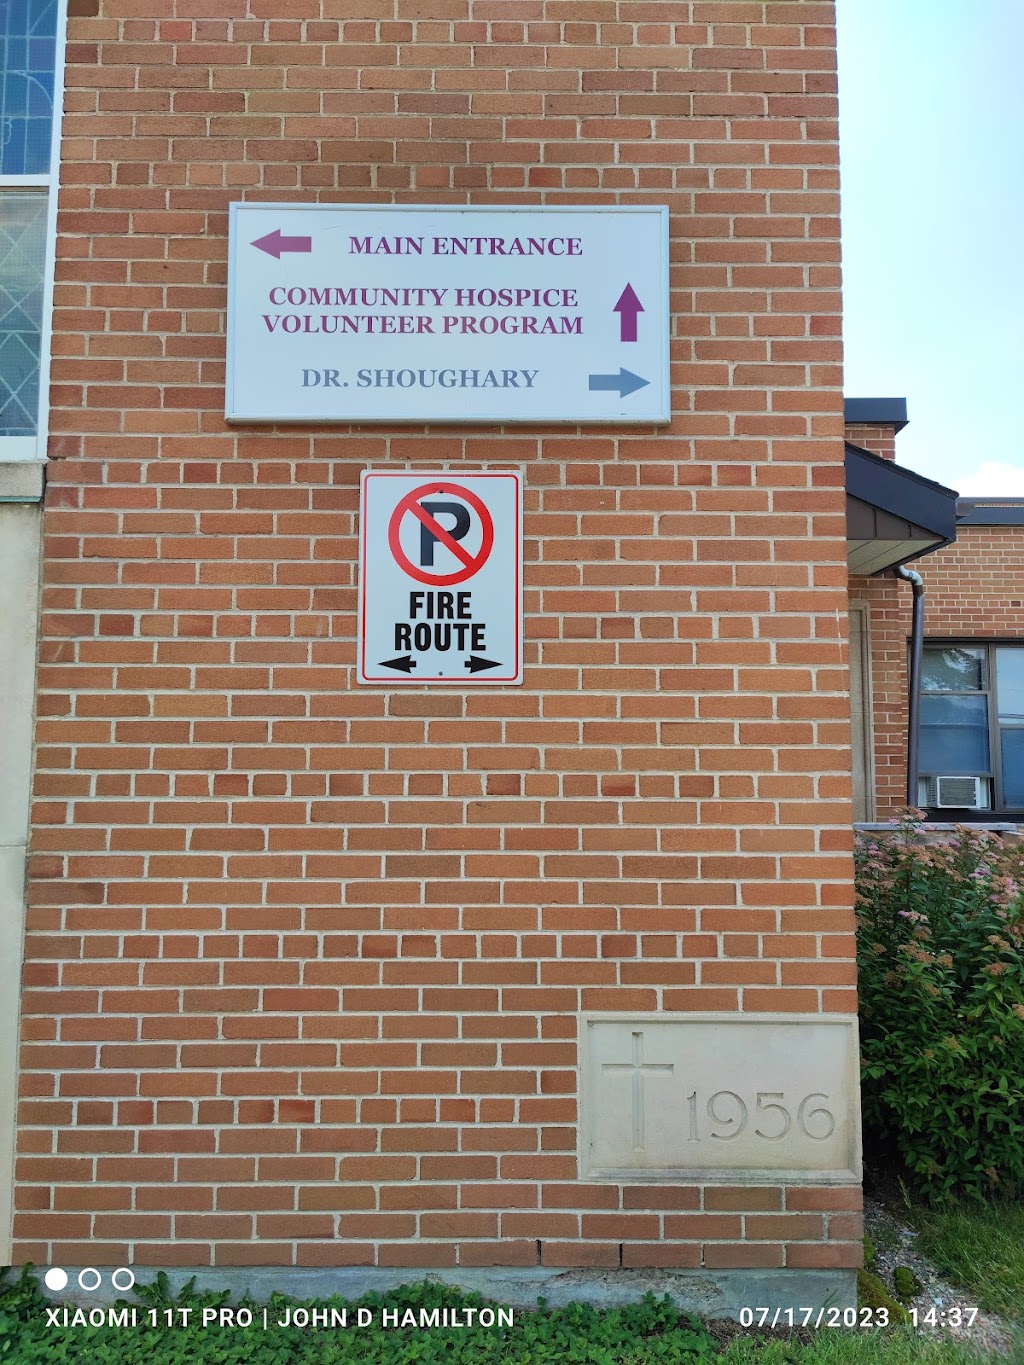 MAIN ENTRANCE
COMMUNITY HOSPICE
VOLUNTEER PROGRAM
DR. SHOUGHARY
P
FIRE
ROUTE
1956
XIAOMI 11T PRO | JOHN D HAMILTON
07/17/2023 14:37